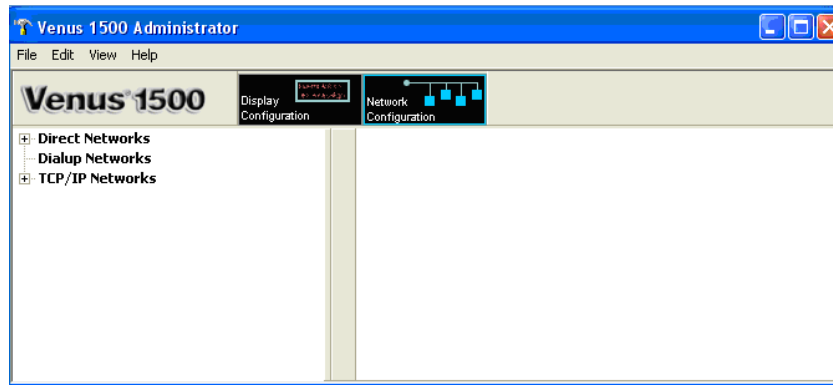 Venus 1500 Administrator
File Edit View Help
Venus 1500
Display
Configuration
Network
Configuration
Direct Networks
Dialup Networks
TCP/IP Networks